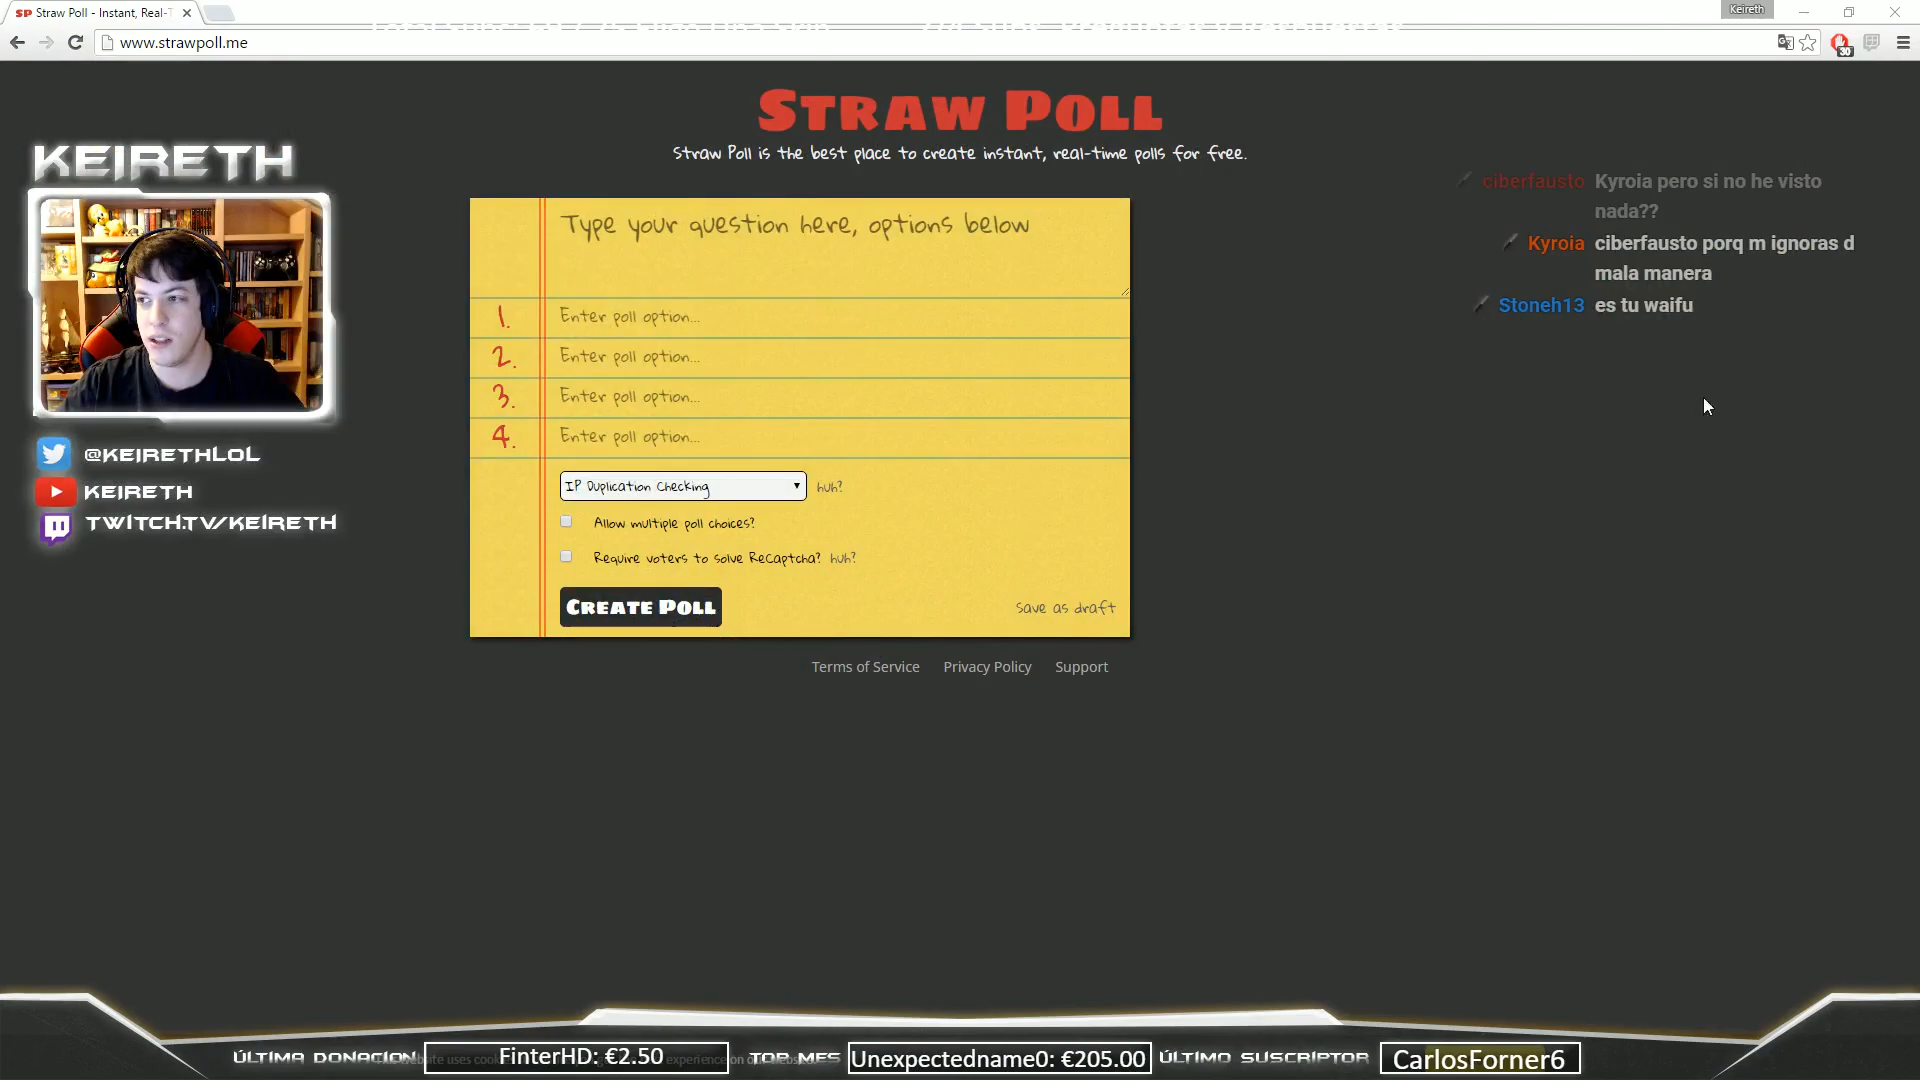 SP Straw Poll - Instant, Real-T
Keireth
www.strawpoll.me
30
STRAW POLL
Straw Poll is the best place to create instant, real-time polls for free.
KEIRETH
Type your question here, options below
1. Enter poll option...
2. Enter poll option...
3. Enter poll option...
4. Enter poll option...
IP Duplication Checking huh?
Allow multiple poll choices?
Require voters to solve ReCaptcha? huh?
CREATE POLL
Save as draft
Terms of Service Privacy Policy Support
@KEIRETHLOL
KEIRETH
TWITCH.TV/KEIRETH
ciberfausto Kyroia pero si no he visto
nada??
Kyroia ciberfausto porq m ignoras d
mala manera
Stoneh13 es tu waifu
ÚLTIMA DONACION FinterHD: €2.50 TOP MES Unexpectedname0: €205.00 ÚLTIMO SUSCRIPTOR CarlosForner6